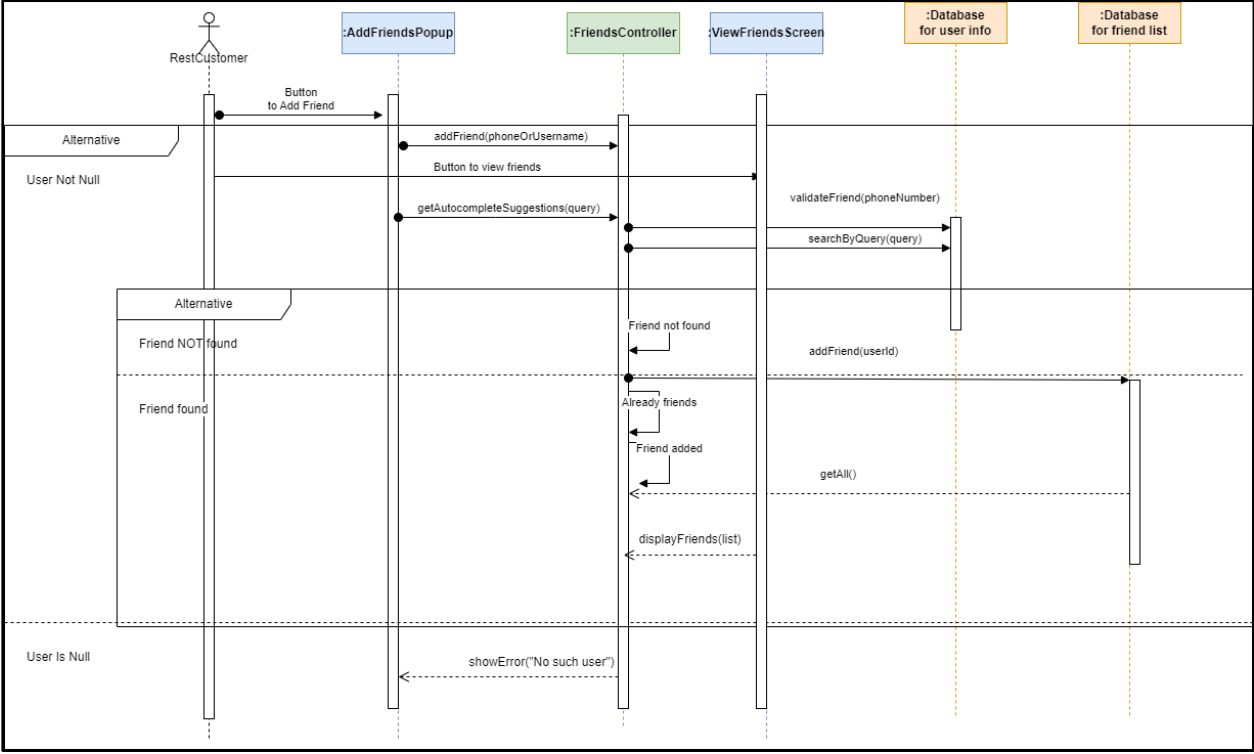 :AddFriendsPopup
:FriendsController
:ViewFriendsScreen
:Database
for user info
:Database
for friend list
RestCustomer
Button
to Add Friend
Alternative
addFriend(phoneOrUsername)
Button to view friends
User Not Null
validateFriend(phoneNumber)
getAutocompleteSuggestions(query)
searchByQuery(query)
Alternative
Friend not found
Friend NOT found
addFriend(userId)
Already friends
Friend found
Friend added
getAll()
displayFriends(list)
User Is Null
showError("No such user")